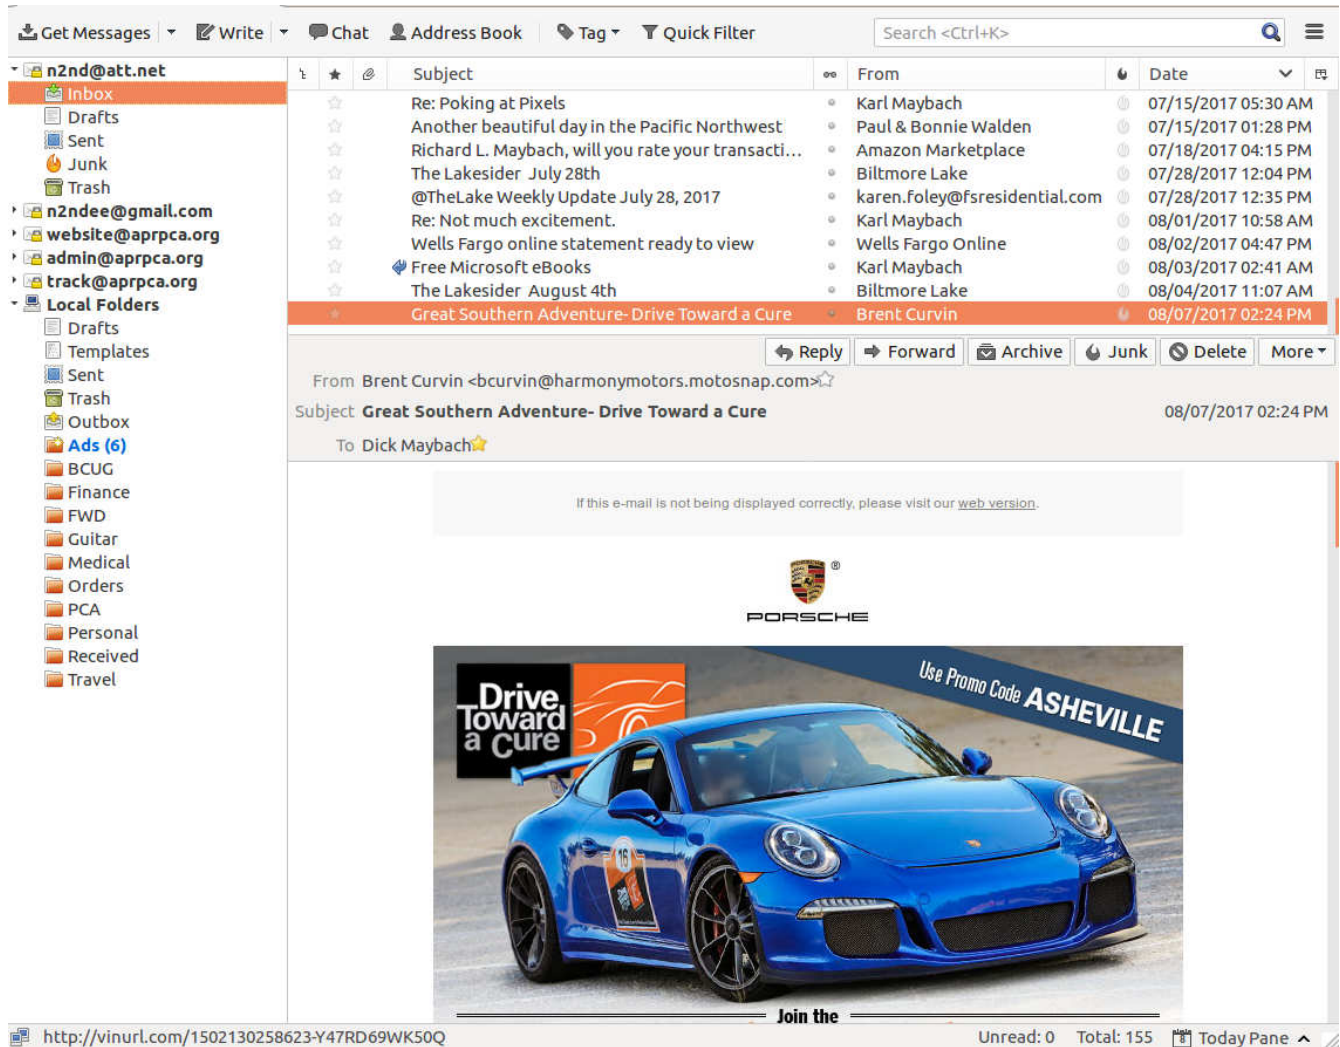 Get Messages Write Chat Address Book Tag Quick Filter Search <Ctrl+K>
n2nd@att.net
Inbox
Drafts
Sent
Junk
Trash
n2ndee@gmail.com
website@aprpca.org
admin@aprpca.org
track@aprpca.org
Local Folders
Drafts
Templates
Sent
Trash
Outbox
Ads (6)
BCUG
Finance
FWD
Guitar
Medical
Orders
PCA
Personal
Received
Travel
Subject From Date
Re: Poking at Pixels Karl Maybach 07/15/2017 05:30 AM
Another beautiful day in the Pacific Northwest Paul & Bonnie Walden 07/15/2017 01:28 PM
Richard L. Maybach, will you rate your transacti... Amazon Marketplace 07/18/2017 04:15 PM
The Lakesider July 28th Biltmore Lake 07/28/2017 12:04 PM
@TheLake Weekly Update July 28, 2017 karen.foley@fsresidential.com 07/28/2017 12:35 PM
Re: Not much excitement. Karl Maybach 08/01/2017 10:58 AM
Wells Fargo online statement ready to view Wells Fargo Online 08/02/2017 04:47 PM
Free Microsoft eBooks Karl Maybach 08/03/2017 02:41 AM
The Lakesider August 4th Biltmore Lake 08/04/2017 11:07 AM
Great Southern Adventure- Drive Toward a Cure Brent Curvin 08/07/2017 02:24 PM
Reply Forward Archive Junk Delete More
From Brent Curvin <bcurvin@harmonymotors.motosnap.com>
Subject Great Southern Adventure- Drive Toward a Cure 08/07/2017 02:24 PM
To Dick Maybach
If this e-mail is not being displayed correctly, please visit our web version.
®
PORSCHE
Use Promo Code ASHEVILLE
Drive
Toward
a Cure
16
Join the
http://vinurl.com/1502130258623-Y47RD69WK50Q Unread: 0 Total: 155 8 Today Pane